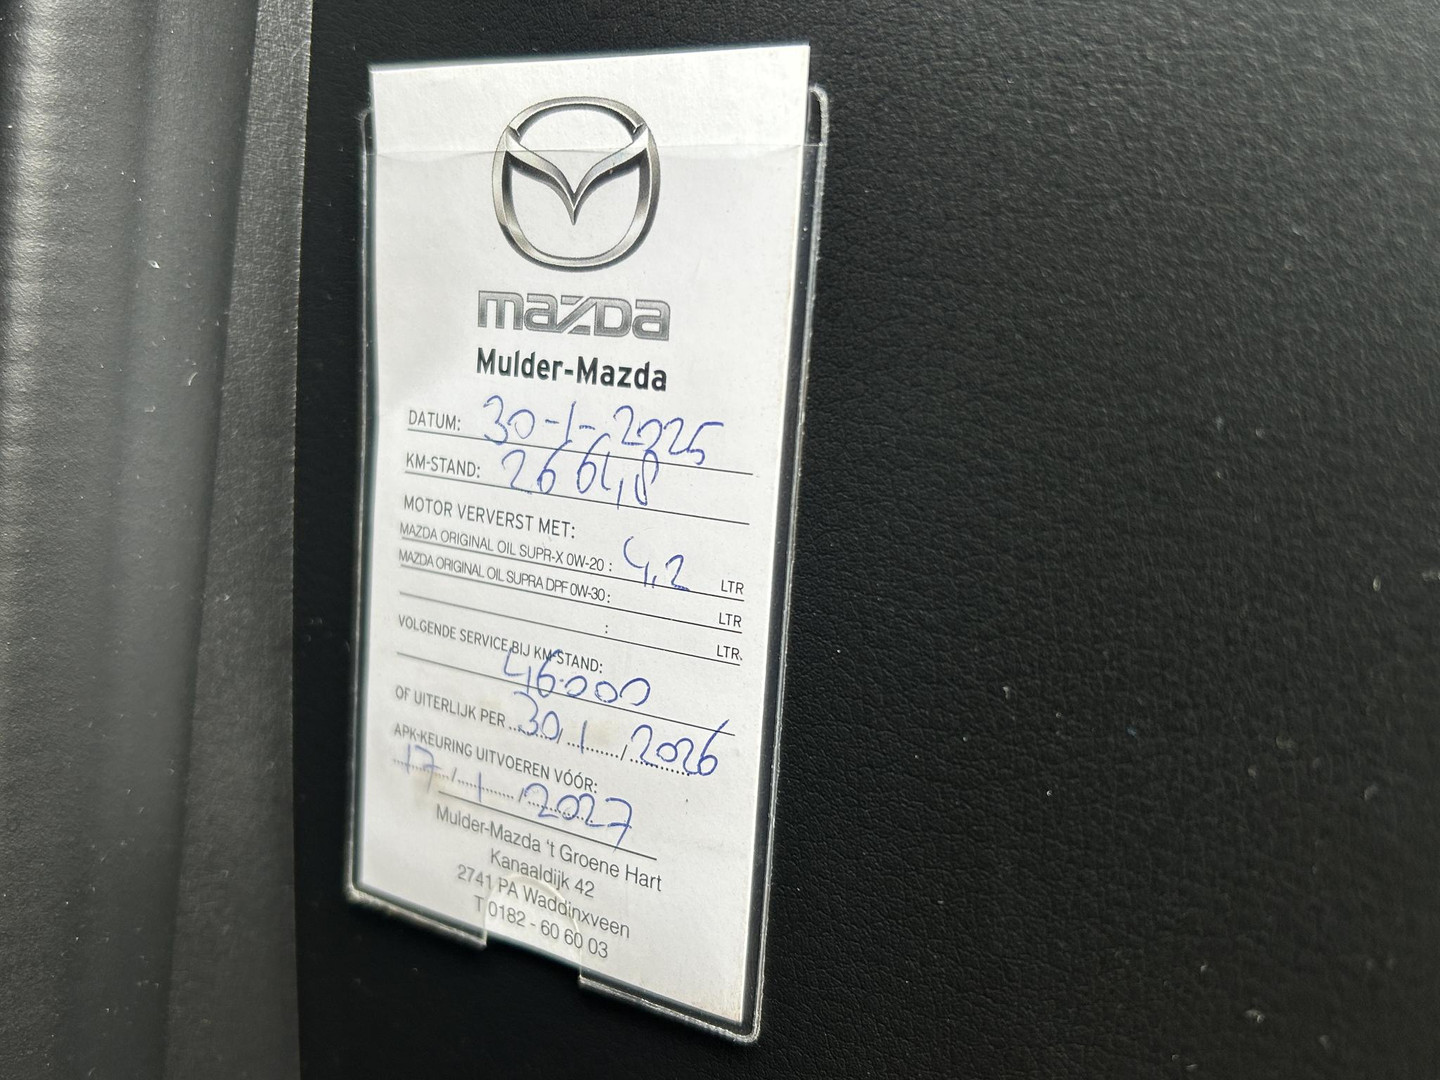 mazda
Mulder-Mazda
DATUM: 30-1-2025
KM-STAND: 26648
MOTOR VERVERST MET:
MAZDA ORIGINAL OIL SUPR-X 0W-20 : 4,2 LTR
MAZDA ORIGINAL OIL SUPRA DPF 0W-30 : LTR
: LTR.
VOLGENDE SERVICE BIJ KM-STAND:
46.000
OF UITERLIJK PER 30/1/2026
APK-KEURING UITVOEREN VÓÓR:
17/1/2027
Mulder-Mazda 't Groene Hart
Kanaaldijk 42
2741 PA Waddinxveen
T 0182 - 60 60 03